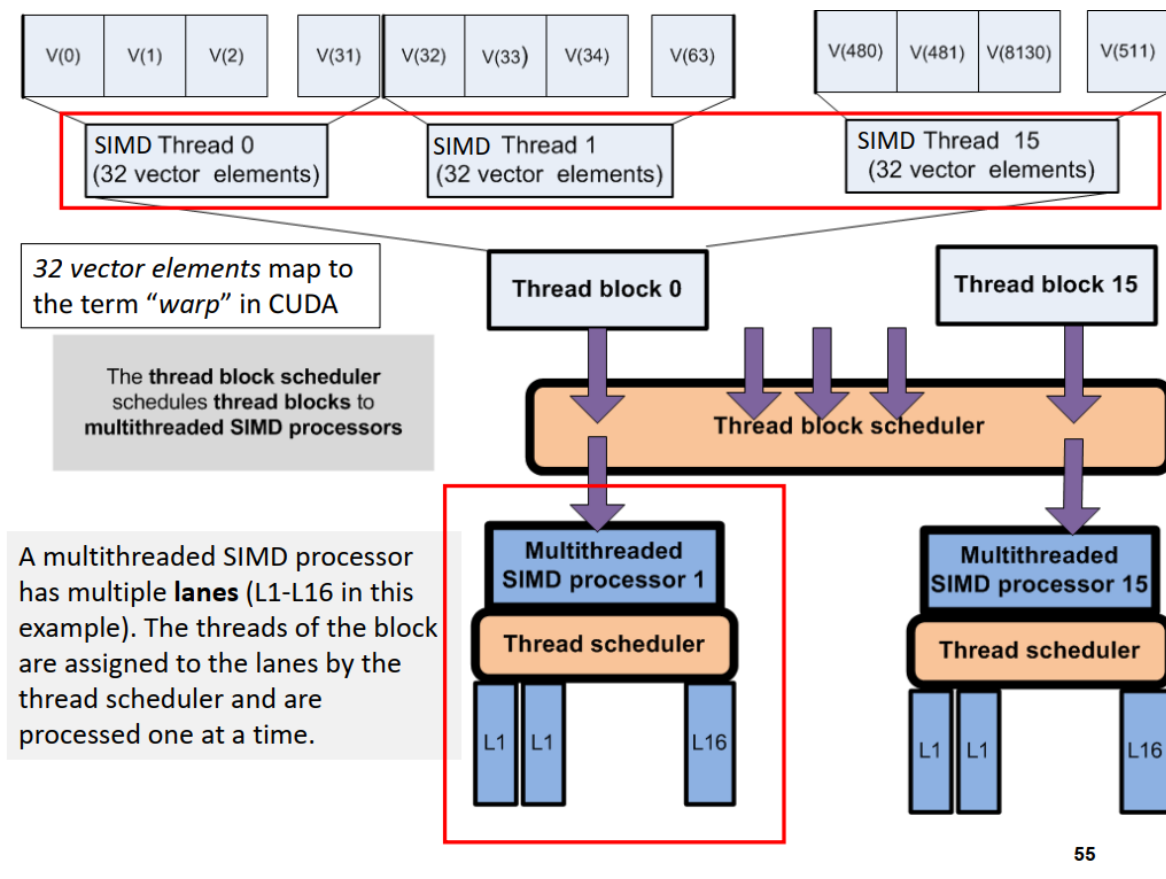 V(0) V(1) V(2) V(31) V(32) V(33) V(34) V(63) V(480) V(481) V(8130) V(511)
SIMD Thread 0
(32 vector elements)
SIMD Thread 1
(32 vector elements)
SIMD Thread 15
(32 vector elements)
32 vector elements map to
the term “warp” in CUDA
Thread block 0
Thread block 15
The thread block scheduler
schedules thread blocks to
multithreaded SIMD processors
Thread block scheduler
A multithreaded SIMD processor
has multiple lanes (L1-L16 in this
example). The threads of the block
are assigned to the lanes by the
thread scheduler and are
processed one at a time.
Multithreaded
SIMD processor 1
Thread scheduler
L1 L1 L16
Multithreaded
SIMD processor 15
Thread scheduler
L1 L1 L16
55